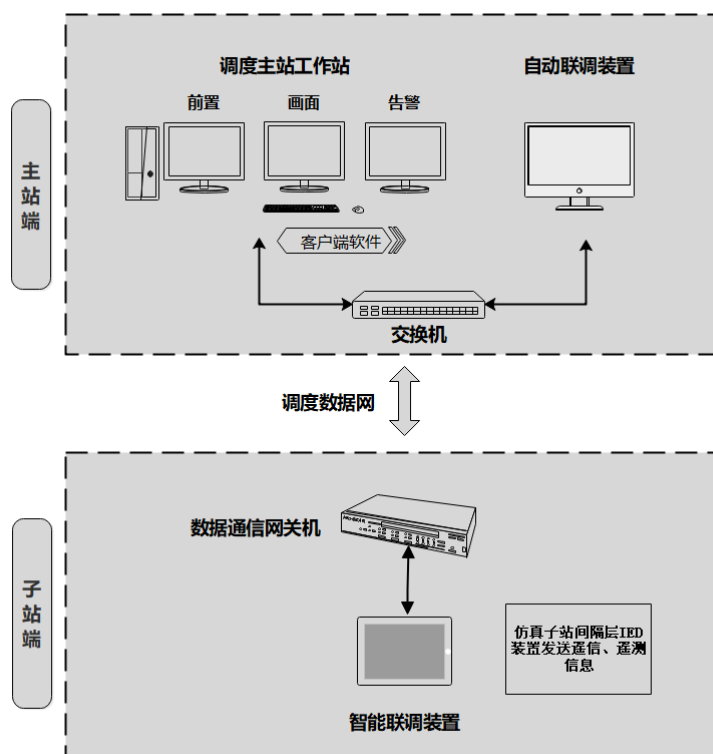 调度主站工作站
自动联调装置
前置
画面
告警
主站端
客户端软件
交换机
调度数据网
数据通信网关机
子站端
仿真子站间隔层IED
装置发送遥信、遥测
信息
智能联调装置